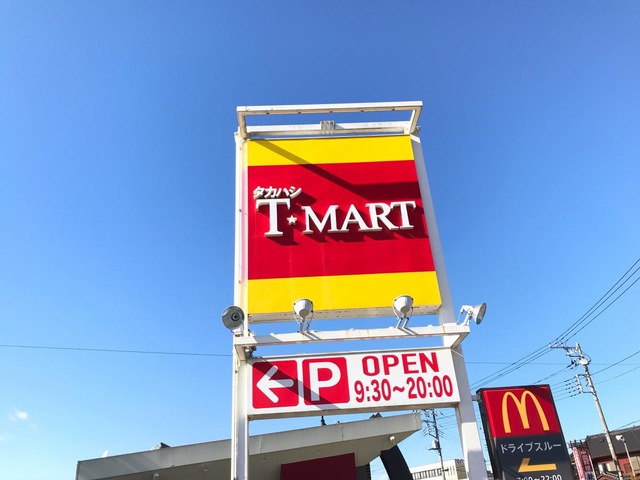 タカハシ
T★MART
P
OPEN
9:30〜20:00
ドライブスルー